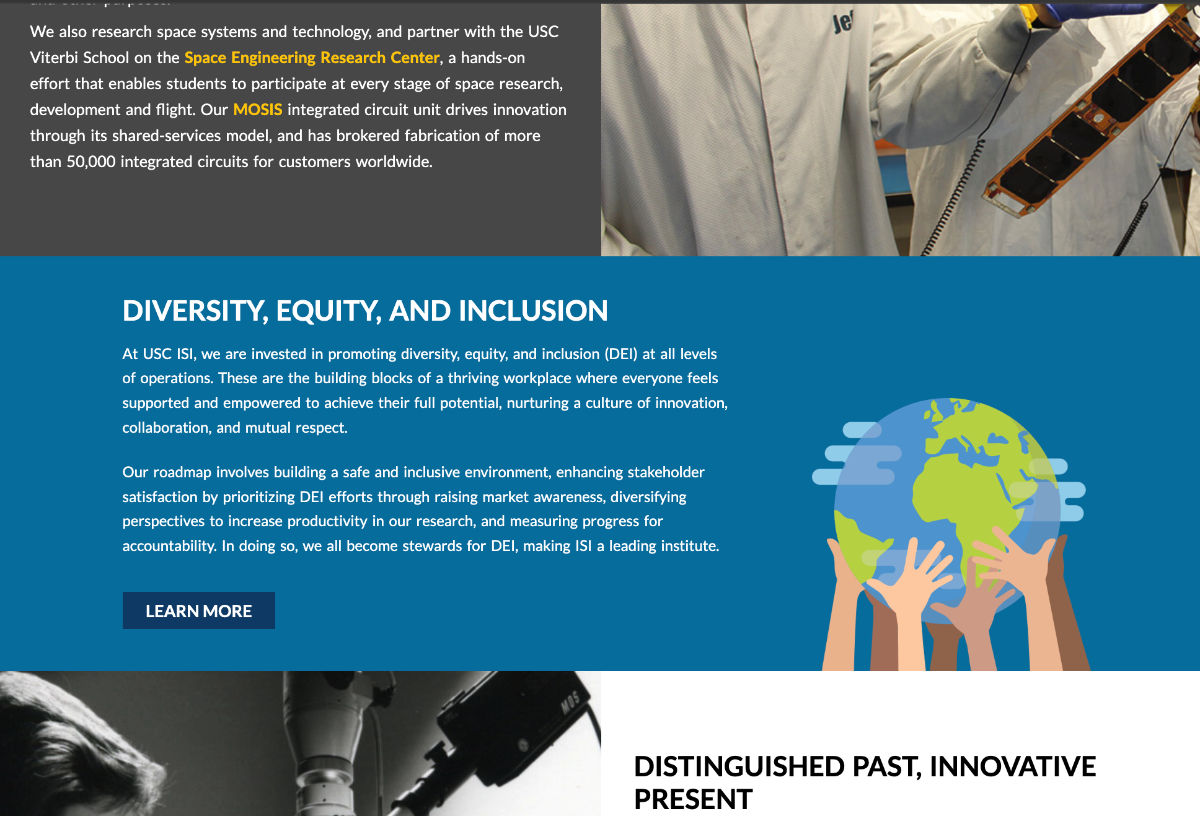 and other purposes.
We also research space systems and technology, and partner with the USC
Viterbi School on the Space Engineering Research Center, a hands-on
effort that enables students to participate at every stage of space research,
development and flight. Our MOSIS integrated circuit unit drives innovation
through its shared-services model, and has brokered fabrication of more
than 50,000 integrated circuits for customers worldwide.
DIVERSITY, EQUITY, AND INCLUSION
At USC ISI, we are invested in promoting diversity, equity, and inclusion (DEI) at all levels
of operations. These are the building blocks of a thriving workplace where everyone feels
supported and empowered to achieve their full potential, nurturing a culture of innovation,
collaboration, and mutual respect.
Our roadmap involves building a safe and inclusive environment, enhancing stakeholder
satisfaction by prioritizing DEI efforts through raising market awareness, diversifying
perspectives to increase productivity in our research, and measuring progress for
accountability. In doing so, we all become stewards for DEI, making ISI a leading institute.
LEARN MORE
MOS
DISTINGUISHED PAST, INNOVATIVE
PRESENT